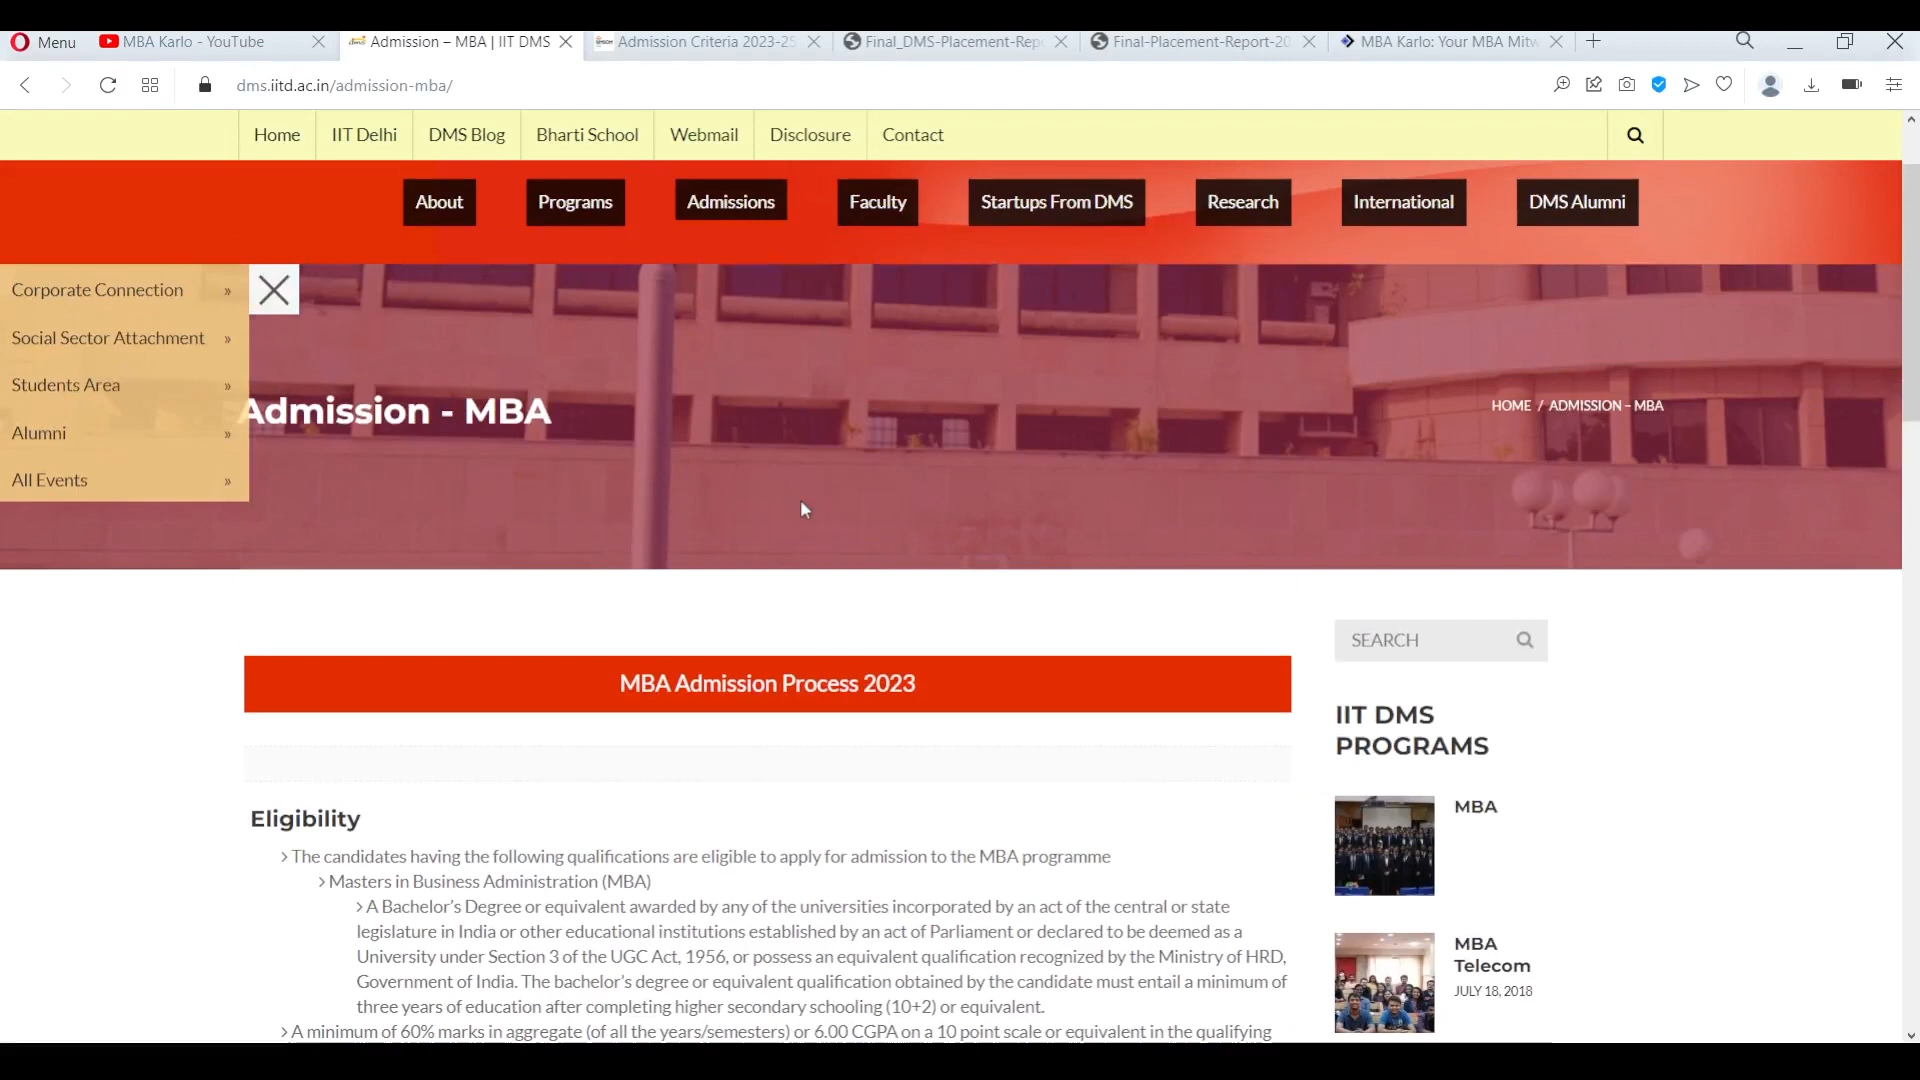 Menu
MBA Karlo - YouTube
Admission – MBA | IIT DMS
Admission Criteria 2023-25
Final_DMS-Placement-Rep
Final-Placement-Report-20
MBA Karlo: Your MBA Mitw
dms.iitd.ac.in/admission-mba/
Home
IIT Delhi
DMS Blog
Bharti School
Webmail
Disclosure
Contact
About
Programs
Admissions
Faculty
Startups From DMS
Research
International
DMS Alumni
Corporate Connection »
Social Sector Attachment »
Students Area »
Alumni »
All Events »
Admission - MBA
HOME / ADMISSION – MBA
MBA Admission Process 2023
Eligibility
The candidates having the following qualifications are eligible to apply for admission to the MBA programme
Masters in Business Administration (MBA)
A Bachelor's Degree or equivalent awarded by any of the universities incorporated by an act of the central or state
legislature in India or other educational institutions established by an act of Parliament or declared to be deemed as a
University under Section 3 of the UGC Act, 1956, or possess an equivalent qualification recognized by the Ministry of HRD,
Government of India. The bachelor's degree or equivalent qualification obtained by the candidate must entail a minimum of
three years of education after completing higher secondary schooling (10+2) or equivalent.
A minimum of 60% marks in aggregate (of all the years/semesters) or 6.00 CGPA on a 10 point scale or equivalent in the qualifying
SEARCH
IIT DMS
PROGRAMS
MBA
MBA
Telecom
JULY 18, 2018